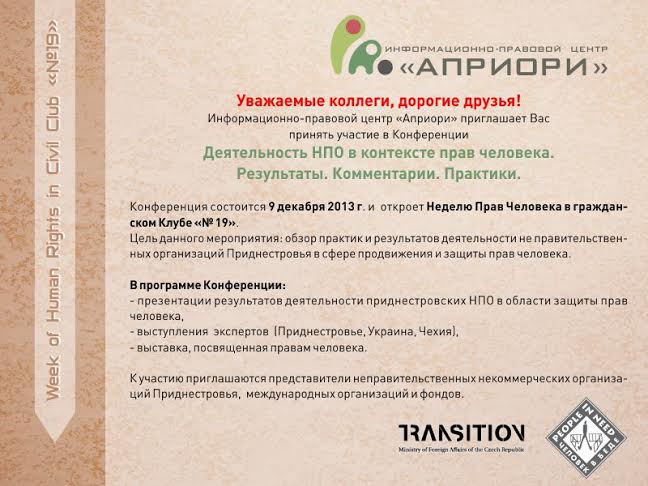 Week of Human Rights in Civil Club «№19»
ИНФОРМАЦИОННО-ПРАВОВОЙ ЦЕНТР
«АПРИОРИ»
Уважаемые коллеги, дорогие друзья!
Информационно-правовой центр «Априори» приглашает Вас
принять участие в Конференции
Деятельность НПО в контексте прав человека.
Результаты. Комментарии. Практики.
Конференция состоится 9 декабря 2013 г. и откроет Неделю Прав Человека в граждан-
ском Клубе «№ 19».
Цель данного мероприятия: обзор практик и результатов деятельности не правительствен-
ных организаций Приднестровья в сфере продвижения и защиты прав человека.
В программе Конференции:
- презентации результатов деятельности приднестровских НПО в области защиты прав
человека,
- выступления экспертов (Приднестровье, Украина, Чехия),
- выставка, посвященная правам человека.
К участию приглашаются представители неправительственных некоммерческих организа-
ций Приднестровья, международных организаций и фондов.
TRANSITION
Ministry of Foreign Affairs of the Czech Republic
PEOPLE IN NEED
ЧЕЛОВЕК В БЕДЕ